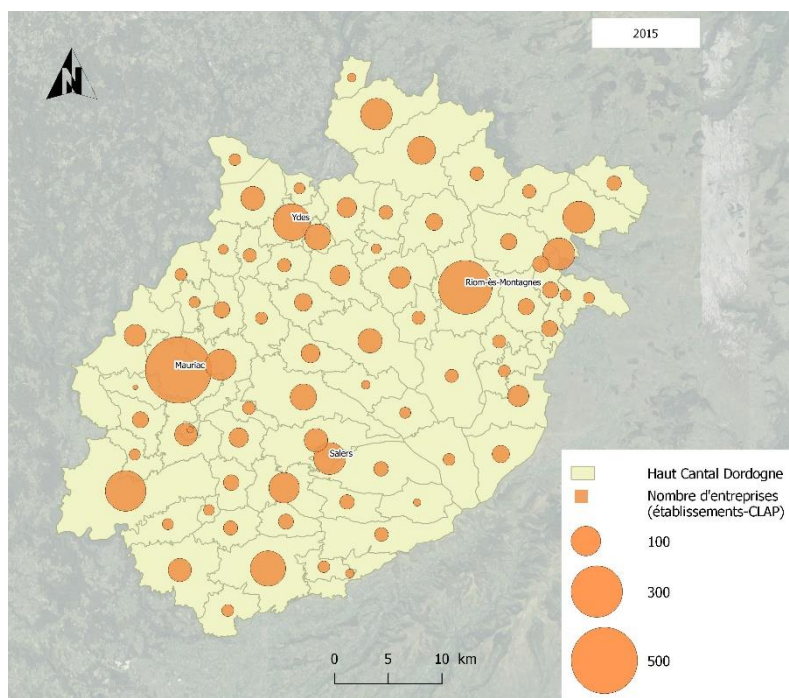 2015
N
Ydes
Riom-ès-Montagnes
Mauriac
Salers
Haut Cantal Dordogne
Nombre d'entreprises
(établissements-CLAP)
100
300
500
0 5 10 km